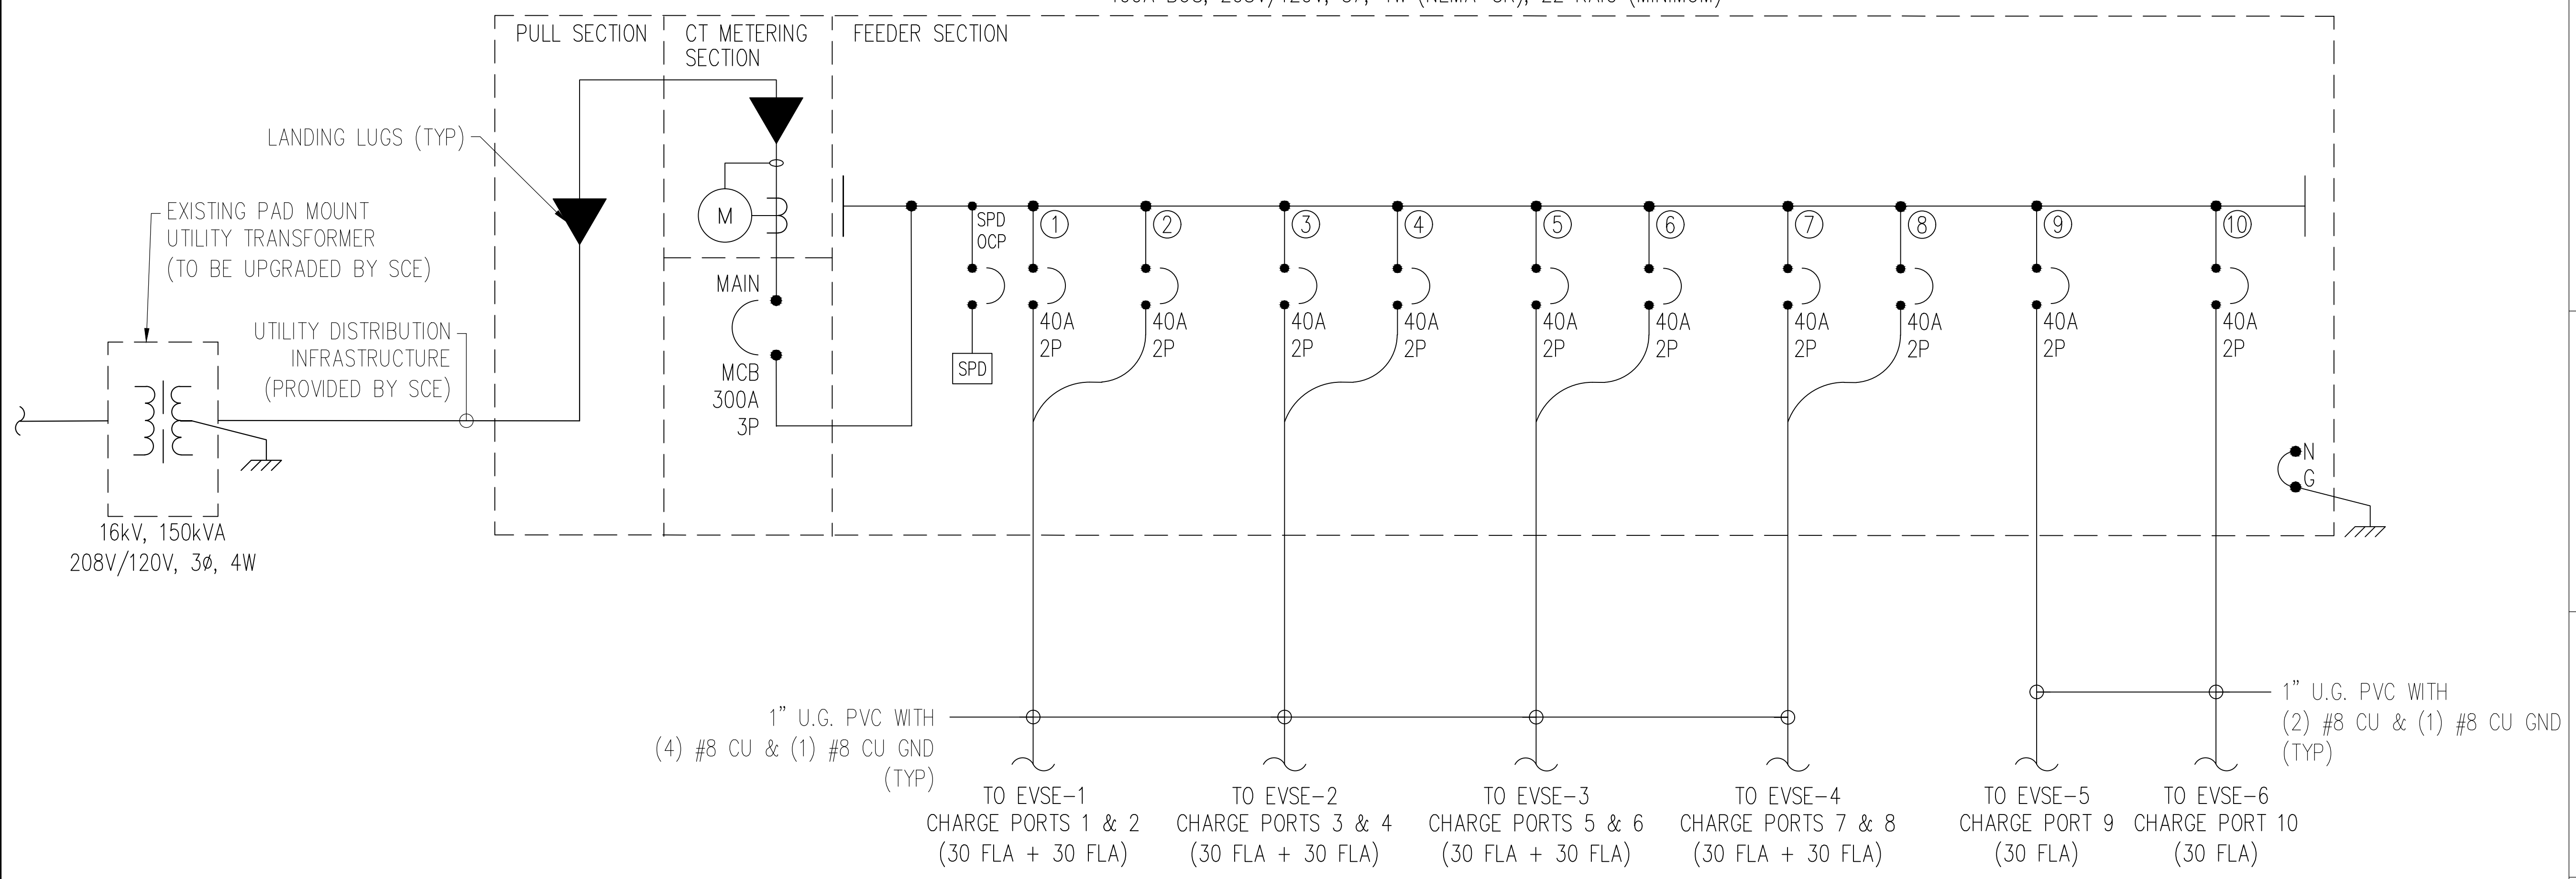 PULL SECTION
CT METERING
SECTION
FEEDER SECTION
LANDING LUGS (TYP)
EXISTING PAD MOUNT
UTILITY TRANSFORMER
(TO BE UPGRADED BY SCE)
UTILITY DISTRIBUTION
INFRASTRUCTURE
(PROVIDED BY SCE)
16kV, 150kVA
208V/120V, 3ø, 4W
M
MAIN
MCB
300A
3P
SPD
OCP
SPD
1
40A
2P
2
40A
2P
3
40A
2P
4
40A
2P
5
40A
2P
6
40A
2P
7
40A
2P
8
40A
2P
9
40A
2P
10
40A
2P
N
G
1" U.G. PVC WITH
(4) #8 CU & (1) #8 CU GND
(TYP)
1" U.G. PVC WITH
(2) #8 CU & (1) #8 CU GND
(TYP)
TO EVSE-1
CHARGE PORTS 1 & 2
(30 FLA + 30 FLA)
TO EVSE-2
CHARGE PORTS 3 & 4
(30 FLA + 30 FLA)
TO EVSE-3
CHARGE PORTS 5 & 6
(30 FLA + 30 FLA)
TO EVSE-4
CHARGE PORTS 7 & 8
(30 FLA + 30 FLA)
TO EVSE-5
CHARGE PORT 9
(30 FLA)
TO EVSE-6
CHARGE PORT 10
(30 FLA)